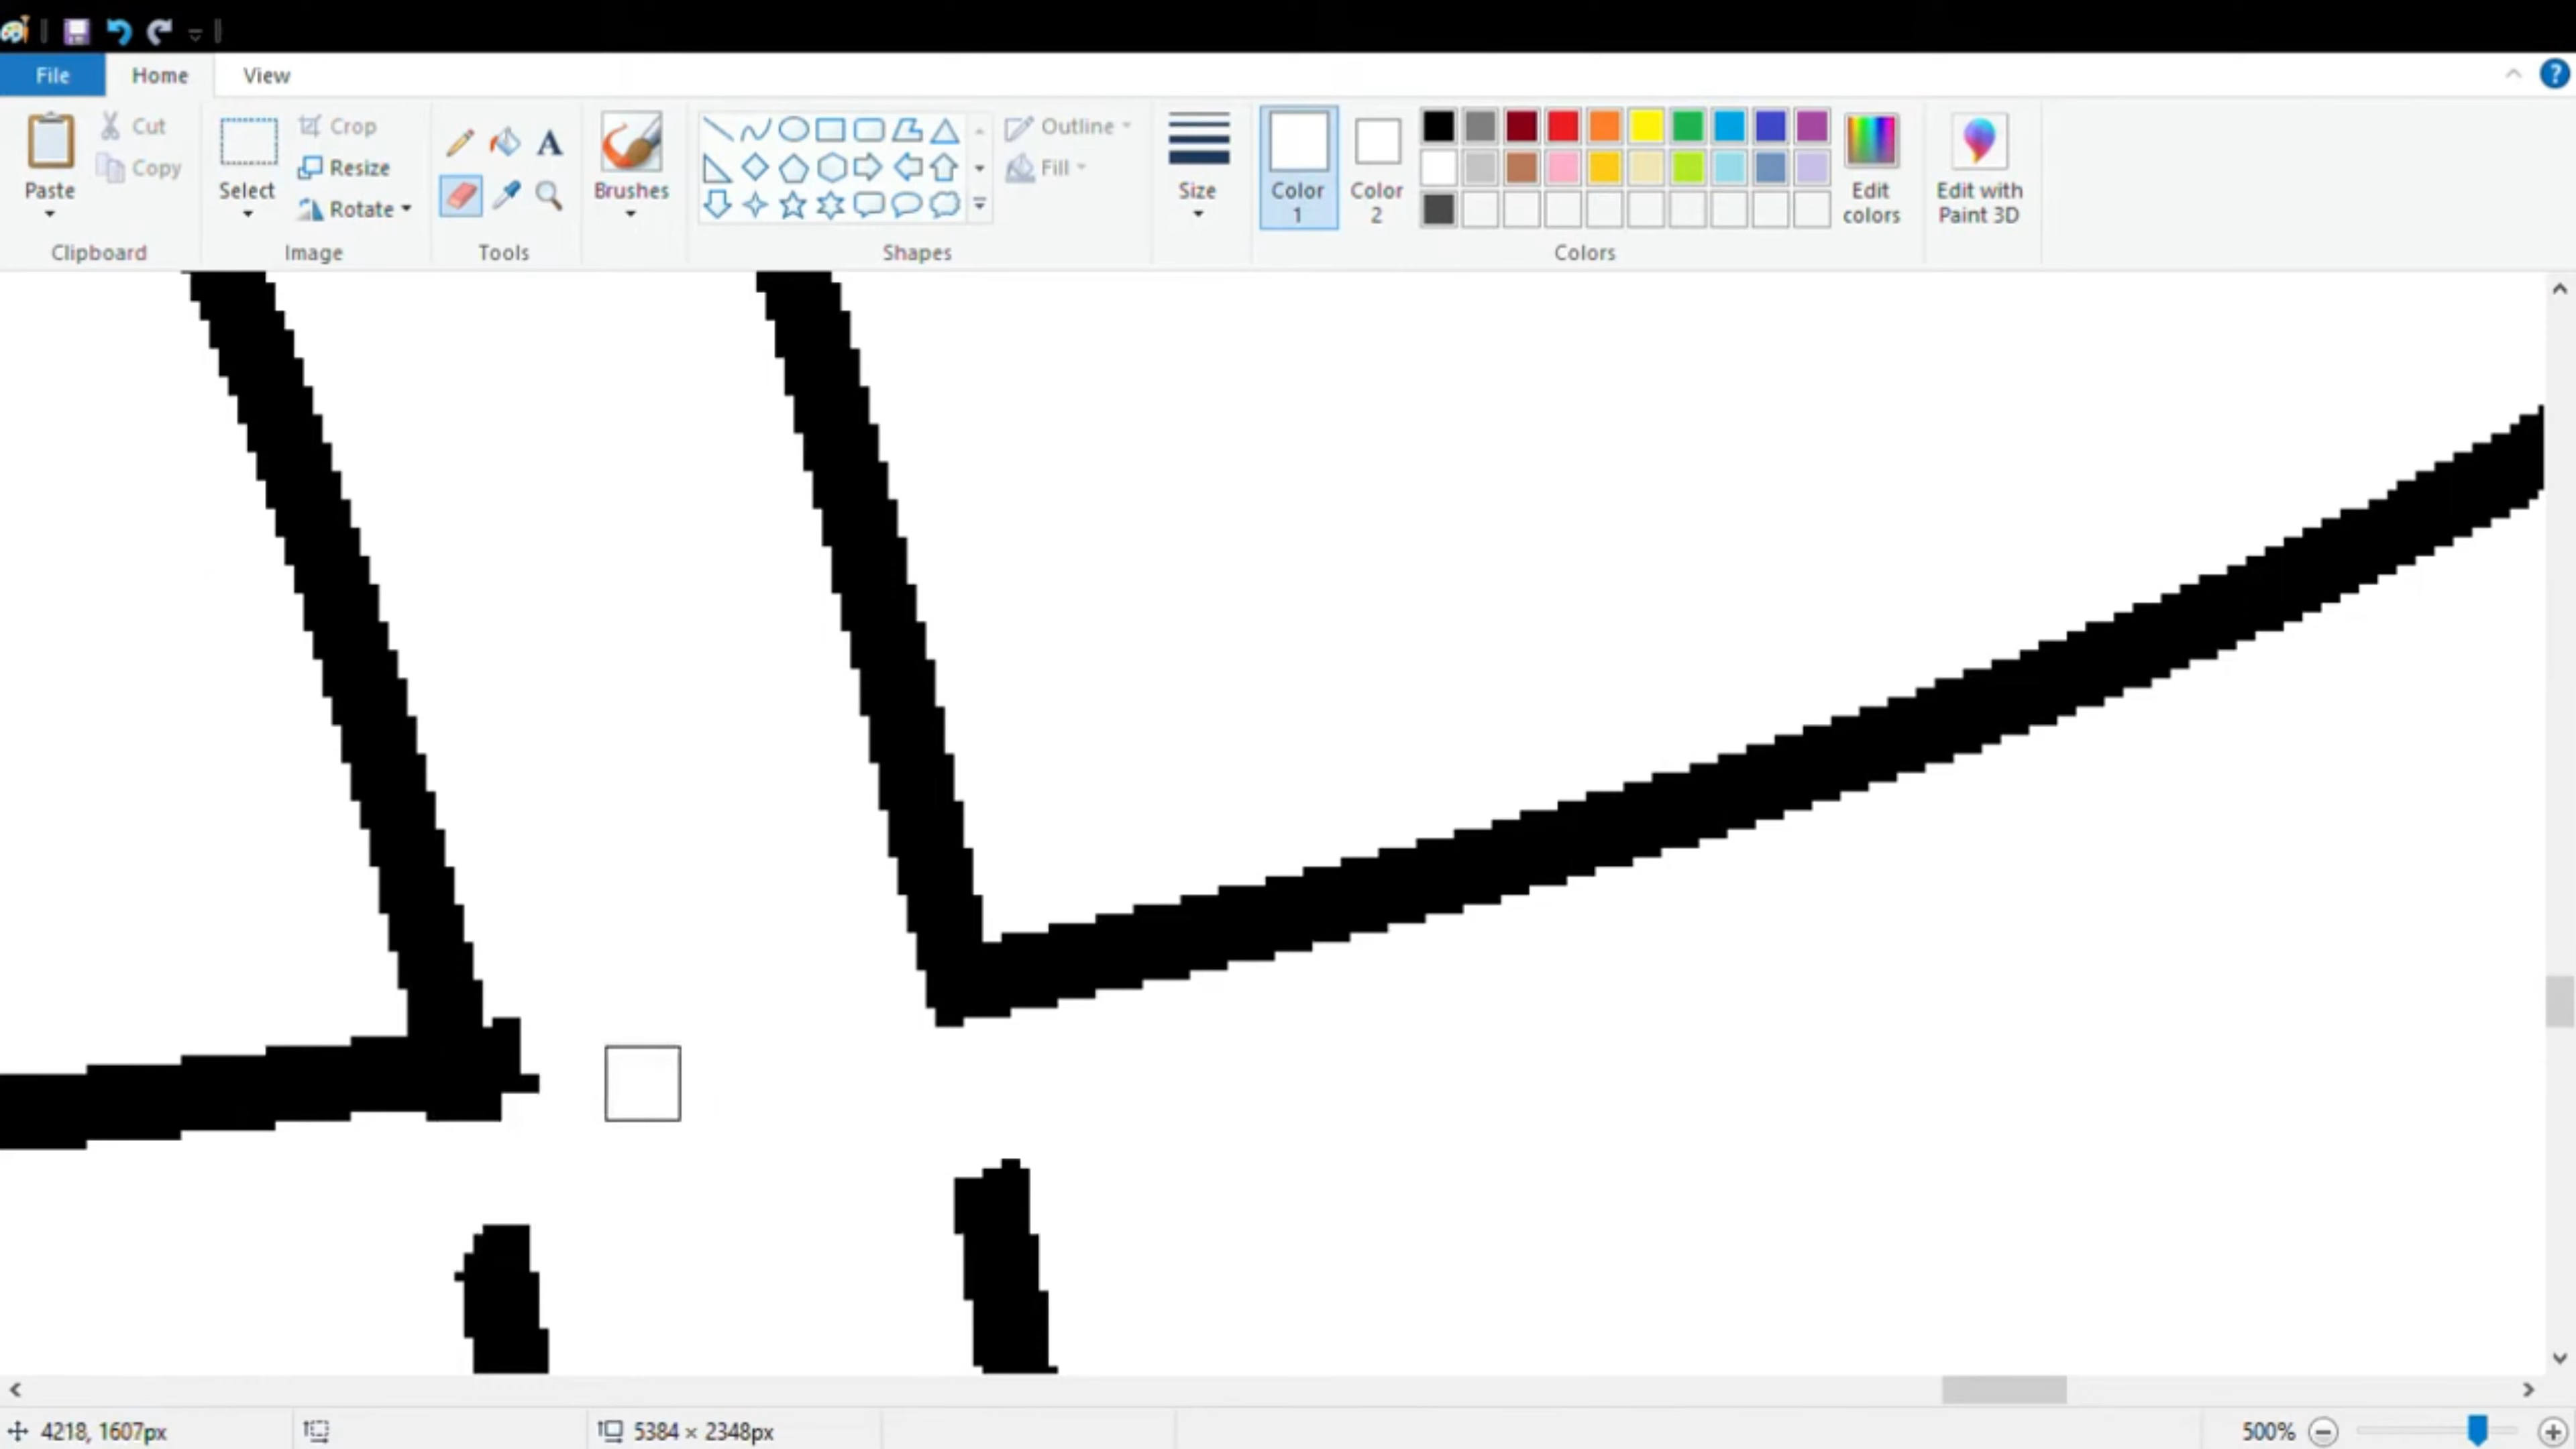 File Home View
Paste Cut Copy
Clipboard
Select Crop Resize Rotate
Image
A
Tools
Brushes
Outline Fill
Shapes
Size
Color 1
Color 2
Edit colors
Colors
Edit with Paint 3D
?
4218, 1607px
5384 × 2348px
500%